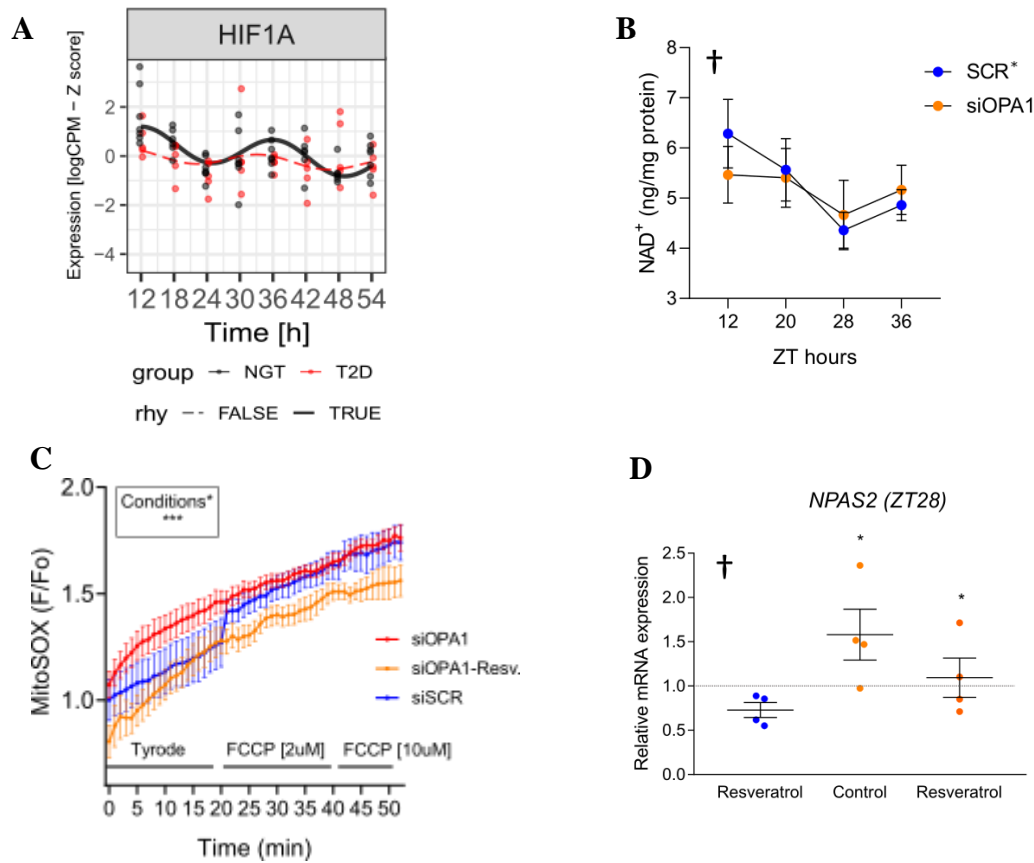 A
HIF1A
Expression [logCPM − Z score]
2
0
−2
−4
12 18 24 30 36 42 48 54
Time [h]
group NGT T2D
rhy FALSE TRUE
B
†
SCR*
siOPA1
NAD+ (ng/mg protein)
8
7
6
5
4
3
12 20 28 36
ZT hours
C
Conditions*
***
MitoSOX (F/Fo)
2.0
1.5
1.0
siOPA1
siOPA1-Resv.
siSCR
Tyrode FCCP [2uM] FCCP [10uM]
0 5 10 15 20 25 30 35 40 45 50
Time (min)
D
NPAS2 (ZT28)
†
*
*
Relative mRNA expression
2.5
2.0
1.5
1.0
0.5
0.0
Resveratrol Control Resveratrol